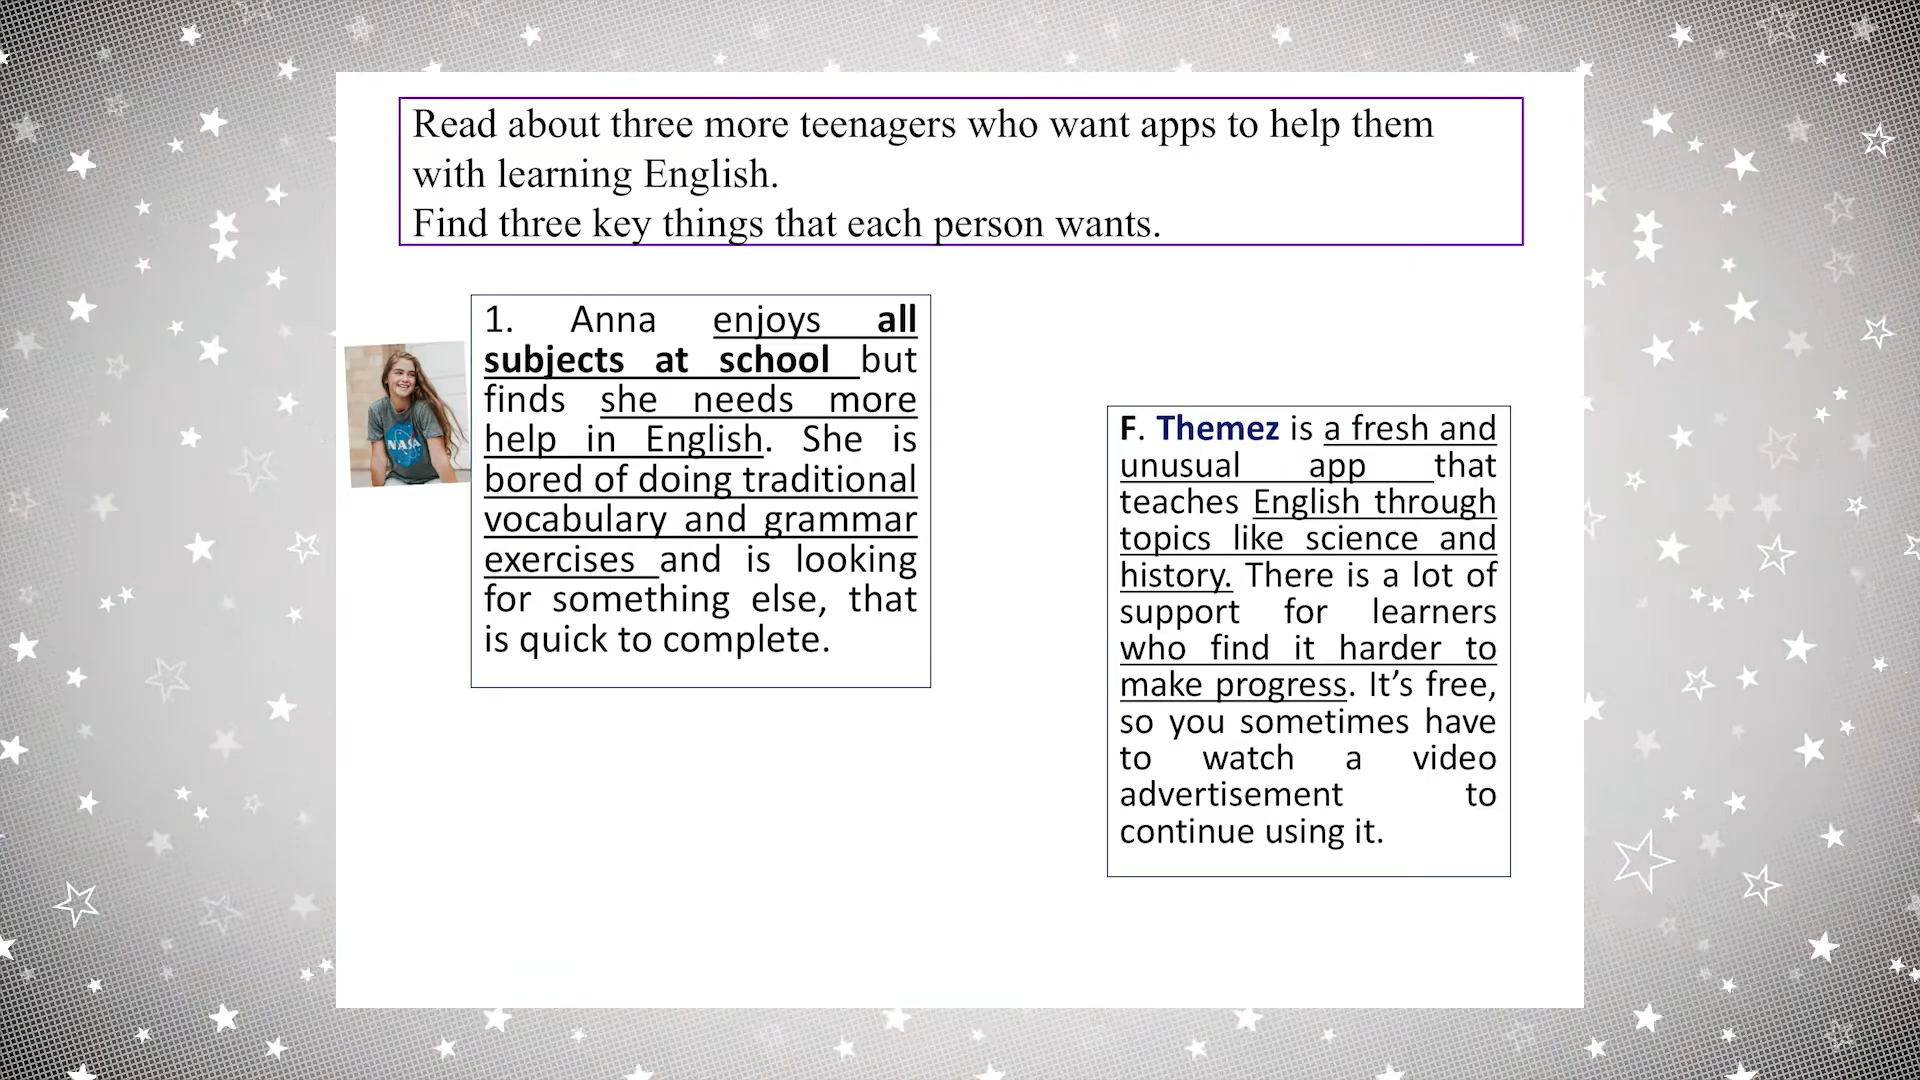 Read about three more teenagers who want apps to help them
with learning English.
Find three key things that each person wants.
1. Anna enjoys all
subjects at school but
finds she needs more
help in English. She is
bored of doing traditional
vocabulary and grammar
exercises and is looking
for something else, that
is quick to complete.
NASA
F. Themez is a fresh and
unusual app that
teaches English through
topics like science and
history. There is a lot of
support for learners
who find it harder to
make progress. It's free,
so you sometimes have
to watch a video
advertisement to
continue using it.